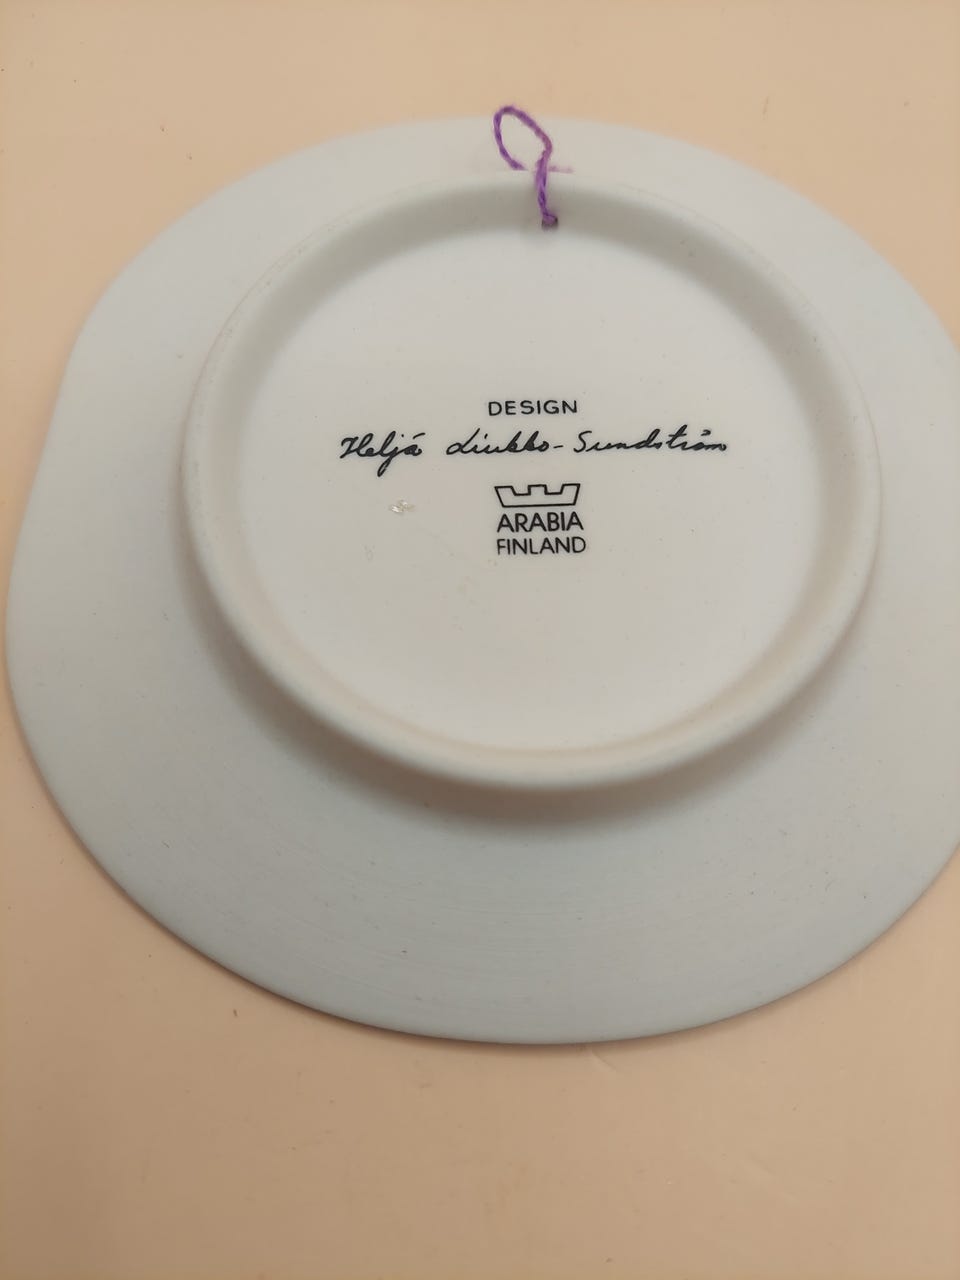 DESIGN
Heljä Liukko-Sundström
ARABIA
FINLAND